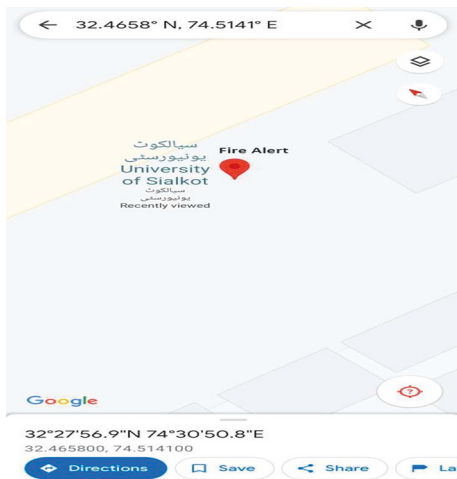 32.4658° N, 74.5141° E
سیالکوٹ
یونیورسٹی
University
of Sialkot
سیالکوٹ
یونیورسٹی
Recently viewed
Fire Alert
Google
?
32°27'56.9"N 74°30'50.8"E
32.465800, 74.514100
Directions
Save
Share
La